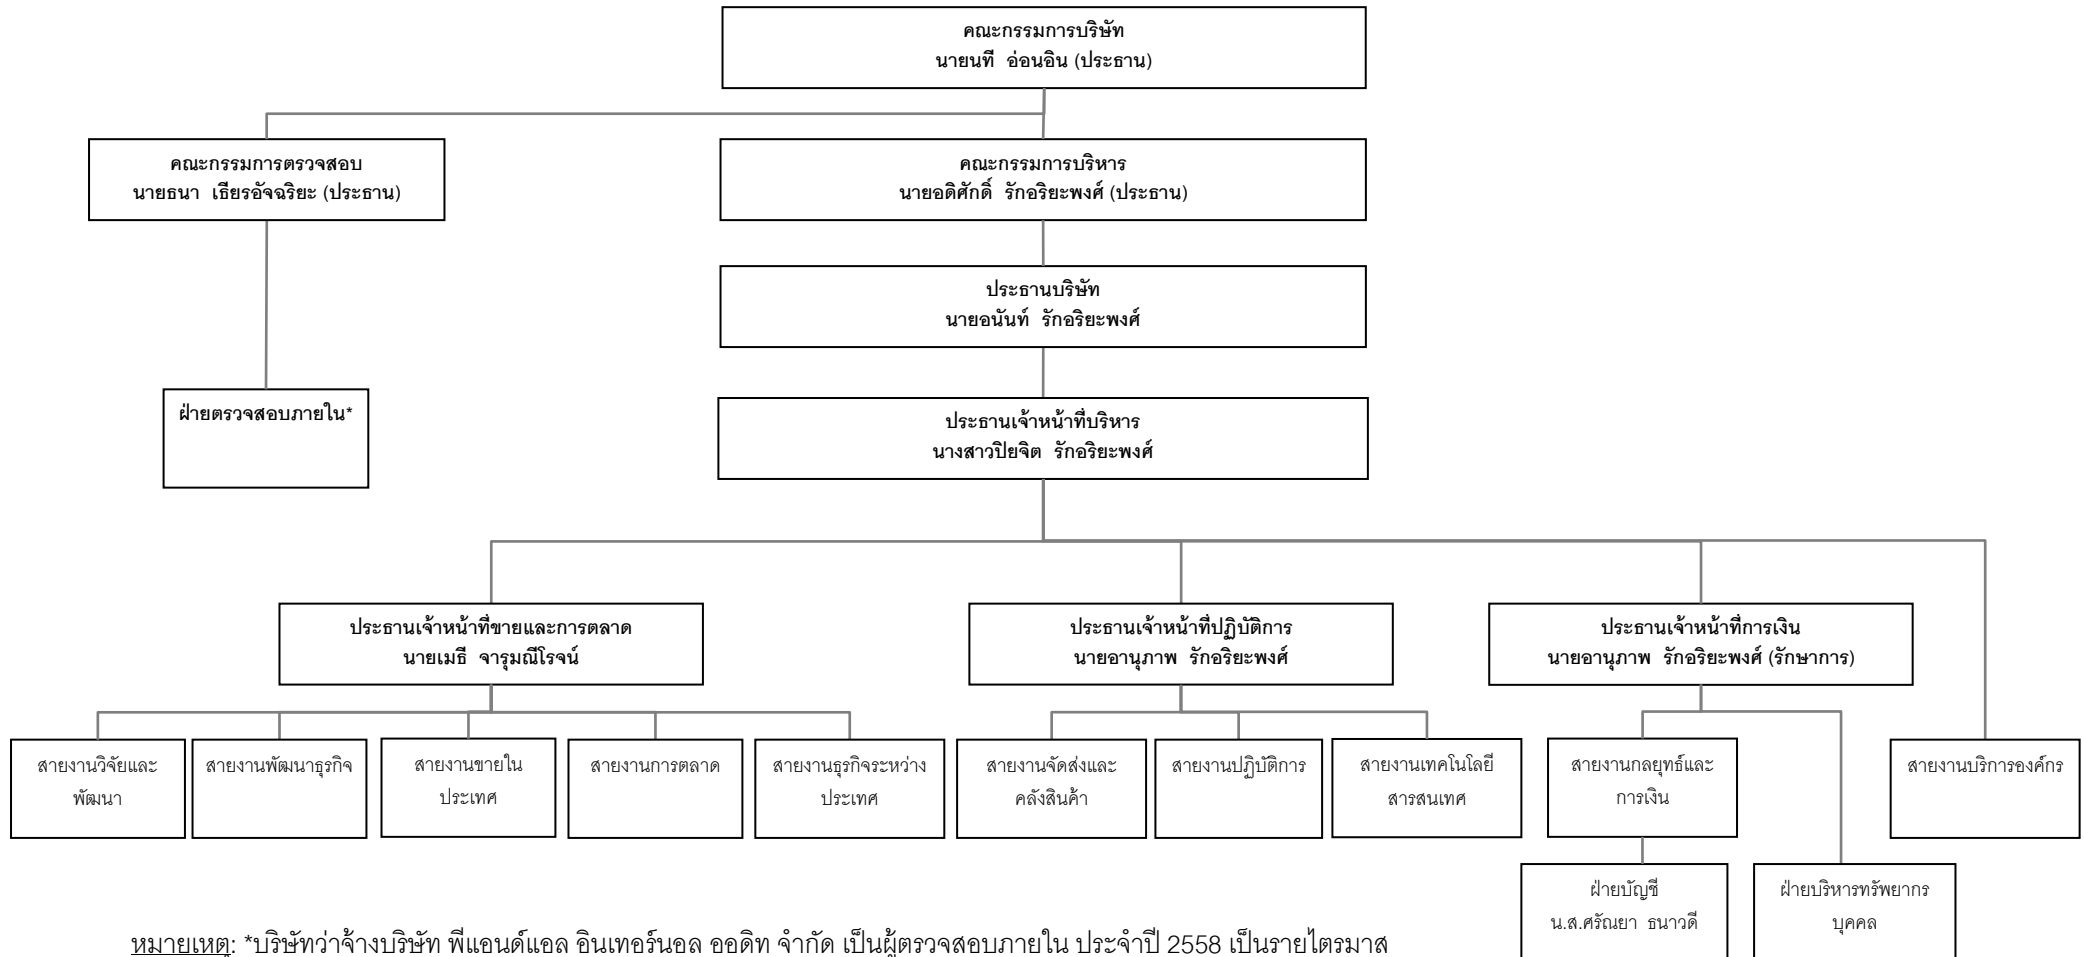 คณะกรรมการบริษัท
นายนที อ่อนอิน (ประธาน)
คณะกรรมการตรวจสอบ
นายธนา เธียรอัจฉริยะ (ประธาน)
คณะกรรมการบริหาร
นายอดิศักดิ์ รักอริยะพงศ์ (ประธาน)
ประธานบริษัท
นายอนันท์ รักอริยะพงศ์
ฝ่ายตรวจสอบภายใน*
ประธานเจ้าหน้าที่บริหาร
นางสาวปิยจิต รักอริยะพงศ์
ประธานเจ้าหน้าที่ขายและการตลาด
นายเมธี จารุมณีโรจน์
ประธานเจ้าหน้าที่ปฏิบัติการ
นายอานุภาพ รักอริยะพงศ์
ประธานเจ้าหน้าที่การเงิน
นายอานุภาพ รักอริยะพงศ์ (รักษาการ)
สายงานวิจัยและ
พัฒนา
สายงานพัฒนาธุรกิจ
สายงานขายใน
ประเทศ
สายงานการตลาด
สายงานธุรกิจระหว่าง
ประเทศ
สายงานจัดส่งและ
คลังสินค้า
สายงานปฏิบัติการ
สายงานเทคโนโลยี
สารสนเทศ
สายงานกลยุทธ์และ
การเงิน
สายงานบริการองค์กร
ฝ่ายบัญชี
น.ส.ศรัณยา ธนาวดี
ฝ่ายบริหารทรัพยากร
บุคคล
หมายเหตุ: *บริษัทว่าจ้างบริษัท พีแอนด์แอล อินเทอร์นอล ออดิท จำกัด เป็นผู้ตรวจสอบภายใน ประจำปี 2558 เป็นรายไตรมาส